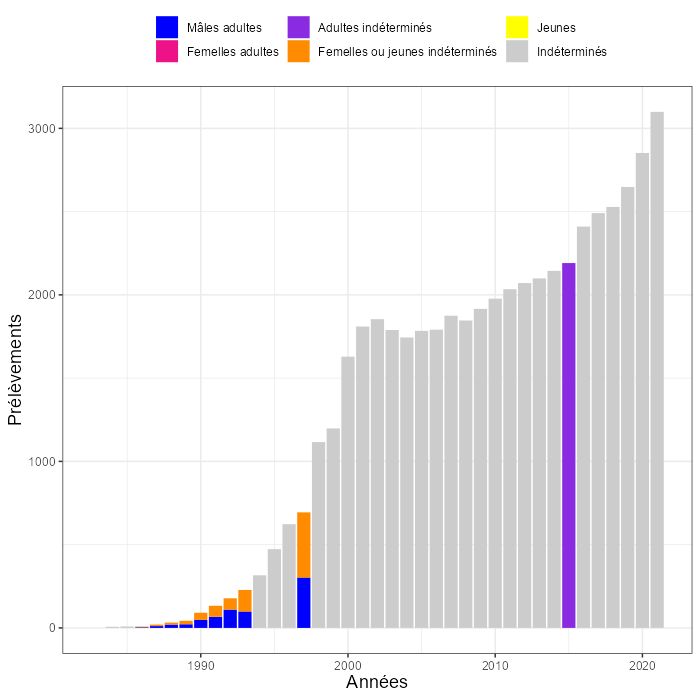 Mâles adultes Adultes indéterminés Jeunes
Femelles adultes Femelles ou jeunes indéterminés Indéterminés
3000
2000
1000
0
Prélèvements
1990 2000 2010 2020
Années